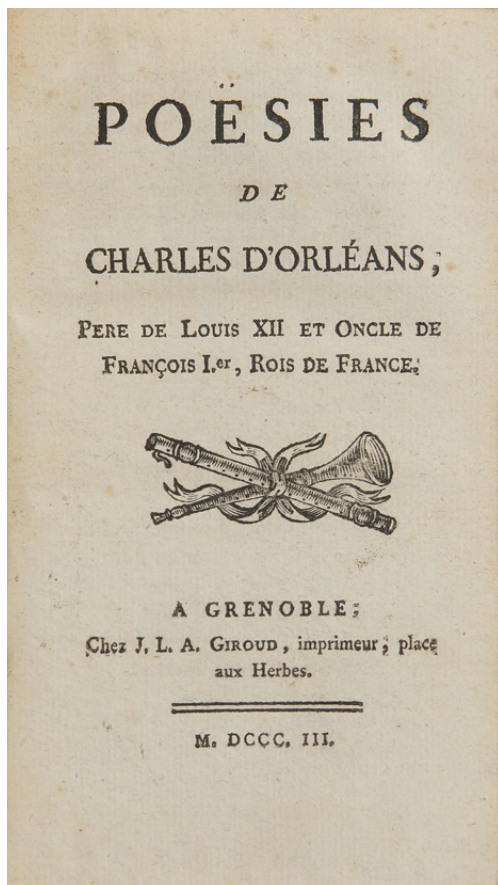 POËSIES
DE
CHARLES D'ORLÉANS,
PERE DE LOUIS XII ET ONCLE DE
FRANÇOIS I.er, ROIS DE FRANCE.
A GRENOBLE,
Chez J. L. A. GIROUD, imprimeur, place
aux Herbes.
M. DCCC. III.